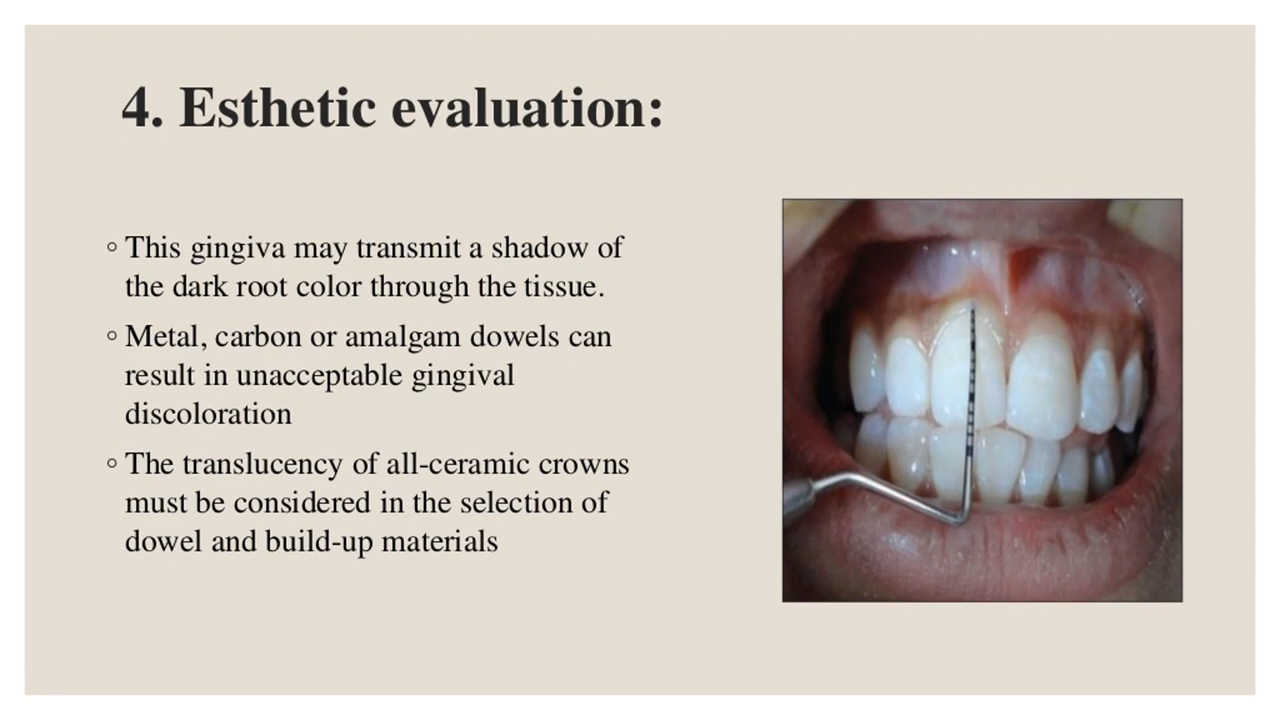 4. Esthetic evaluation:
◦ This gingiva may transmit a shadow of
the dark root color through the tissue.
◦ Metal, carbon or amalgam dowels can
result in unacceptable gingival
discoloration
◦ The translucency of all-ceramic crowns
must be considered in the selection of
dowel and build-up materials